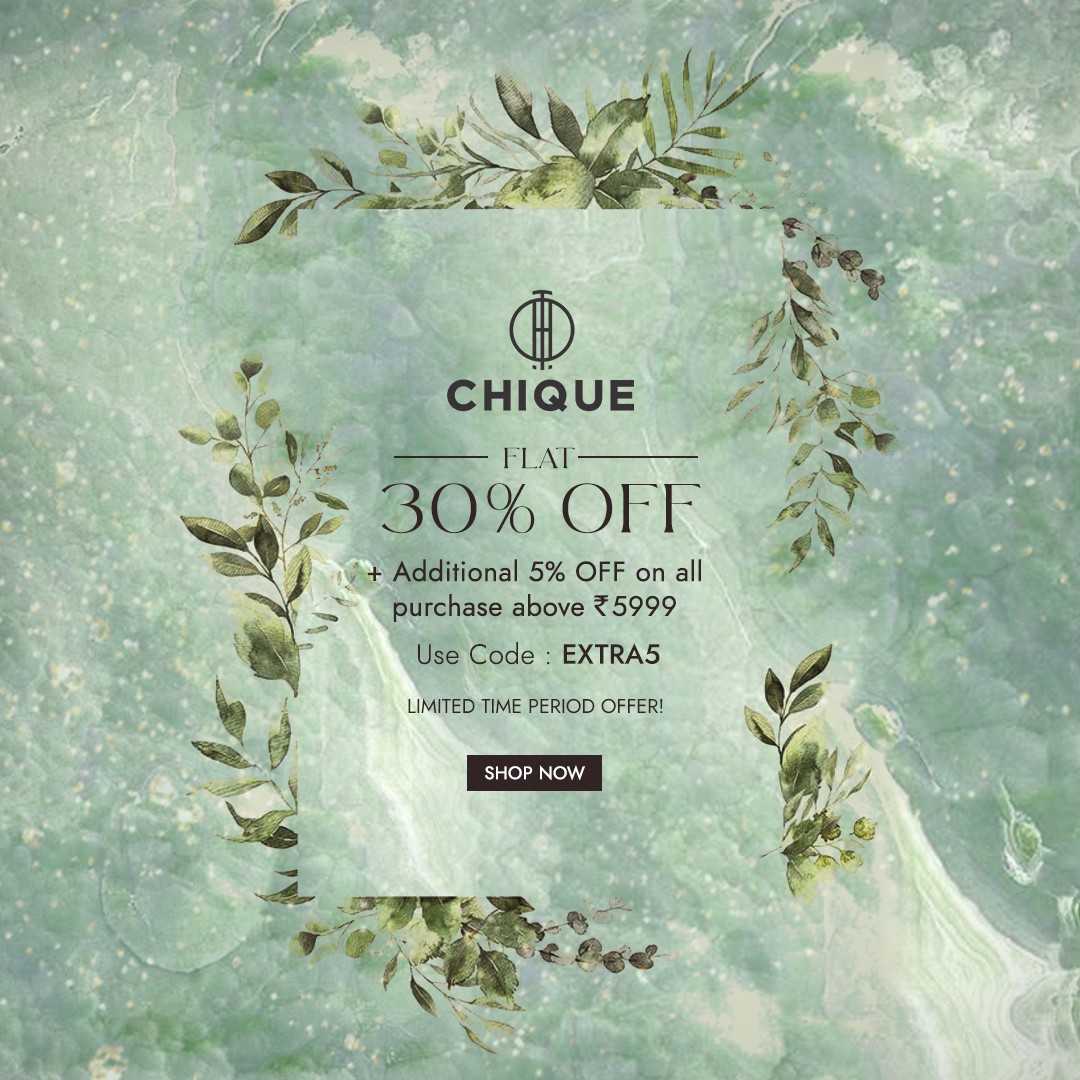 CHIQUE
FLAT
30% OFF
+ Additional 5% OFF on all
purchase above ₹5999
Use Code : EXTRA5
LIMITED TIME PERIOD OFFER!
SHOP NOW